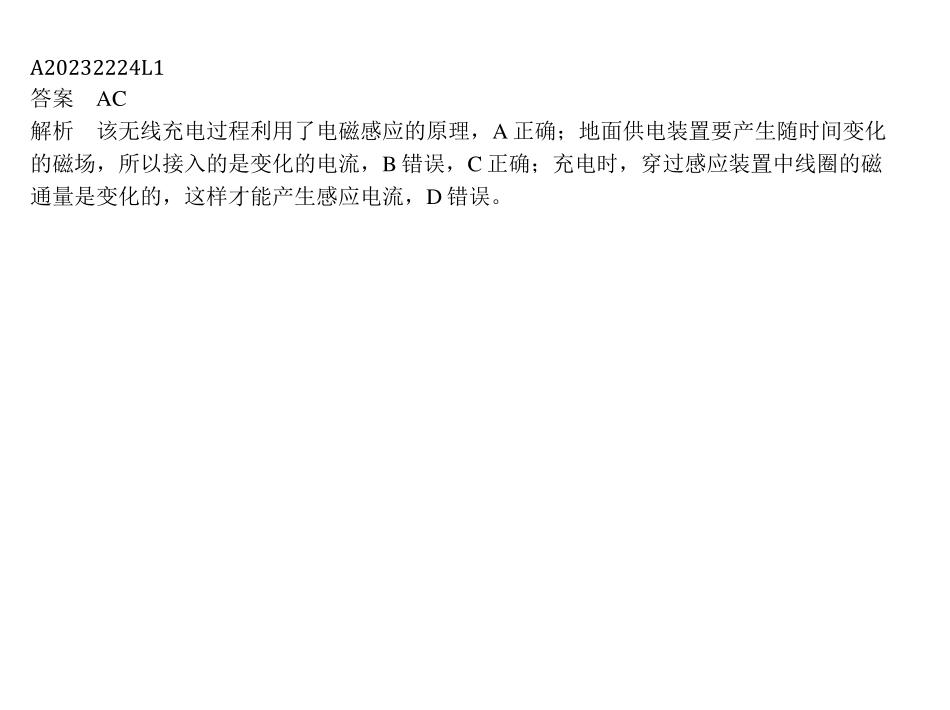 A20232224L1
答案　AC
解析　该无线充电过程利用了电磁感应的原理，A 正确；地面供电装置要产生随时间变化
的磁场，所以接入的是变化的电流，B 错误，C 正确；充电时，穿过感应装置中线圈的磁
通量是变化的，这样才能产生感应电流，D 错误。